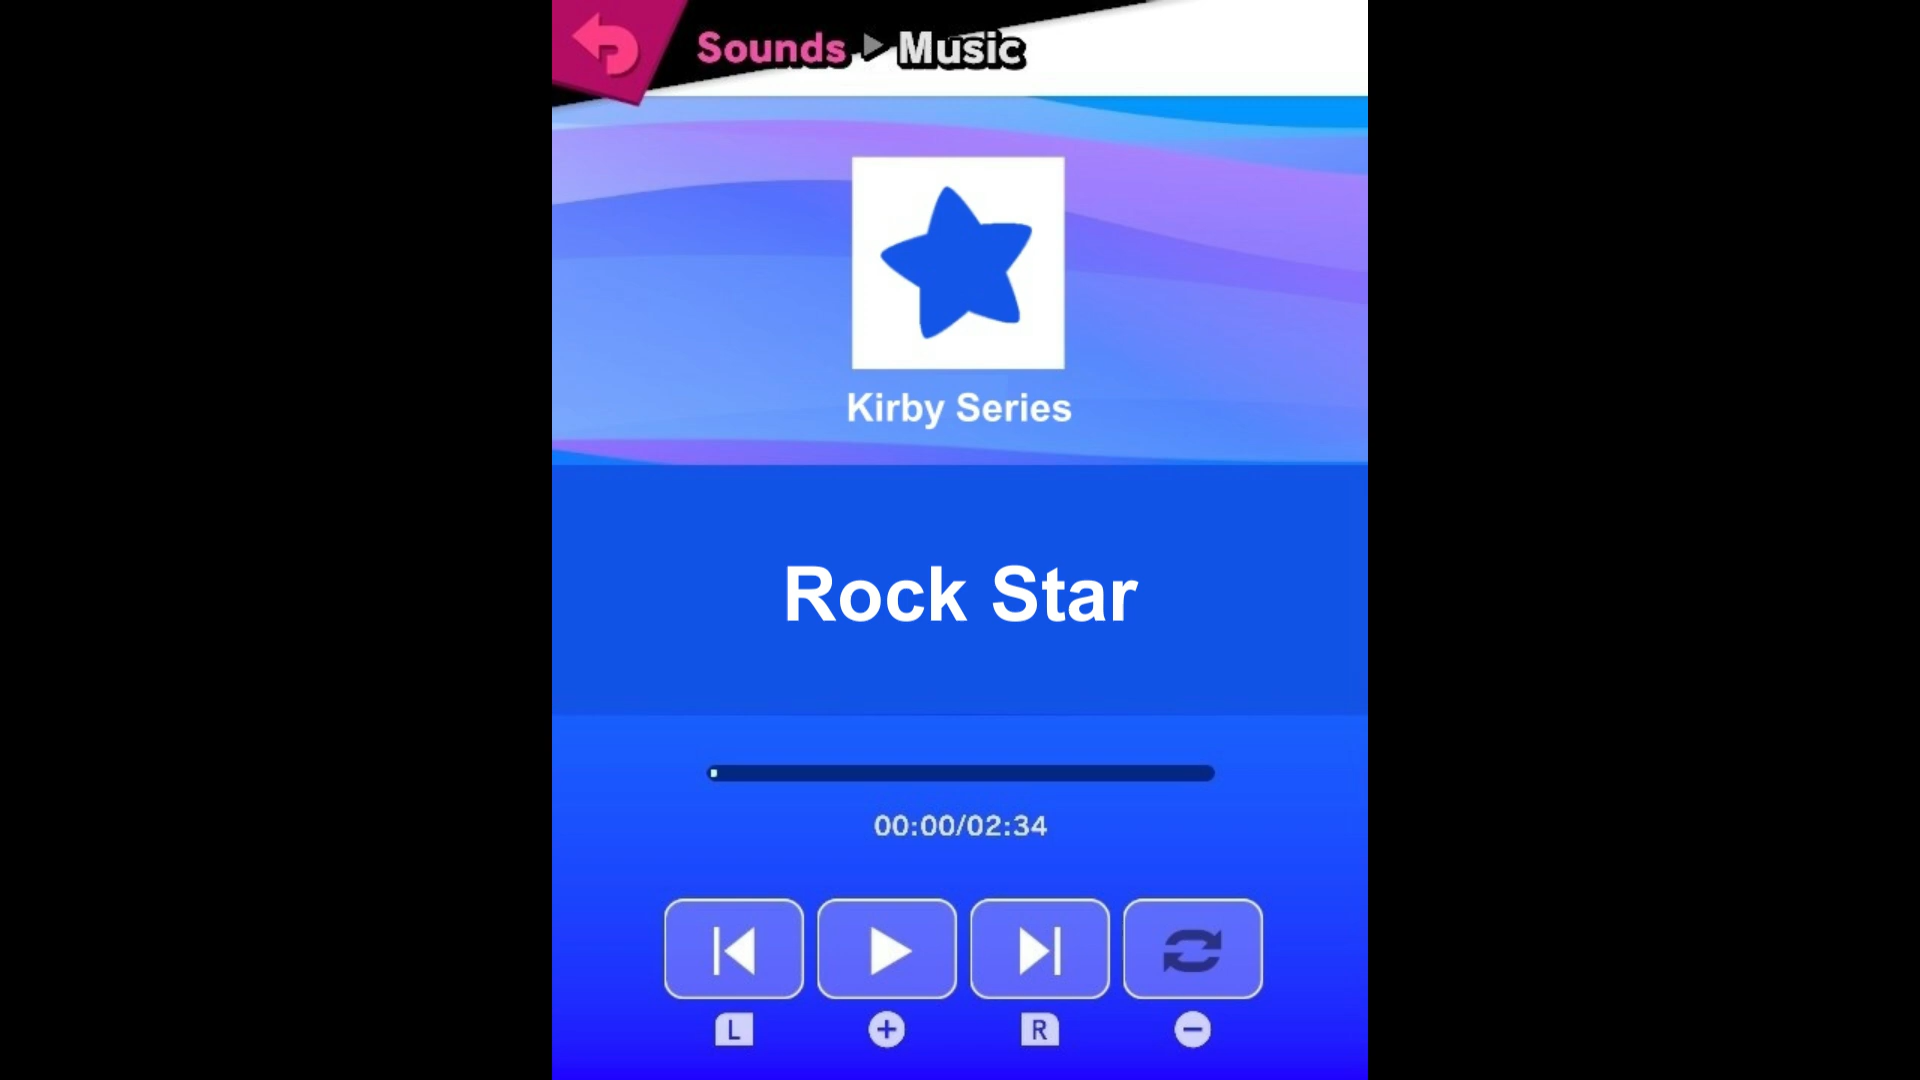 Sounds Music
Kirby Series
Rock Star
00:00/02:34
L + R −